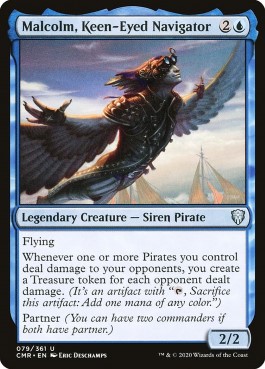 Malcolm, Keen-Eyed Navigator 2
Legendary Creature — Siren Pirate
Flying
Whenever one or more Pirates you control
deal damage to your opponents, you create
a Treasure token for each opponent dealt
damage. (It's an artifact with “, Sacrifice
this artifact: Add one mana of any color.”)
Partner (You can have two commanders if
both have partner.)
2/2
079/361 U
CMR • EN Eric Deschamps
™ & © 2020 Wizards of the Coast